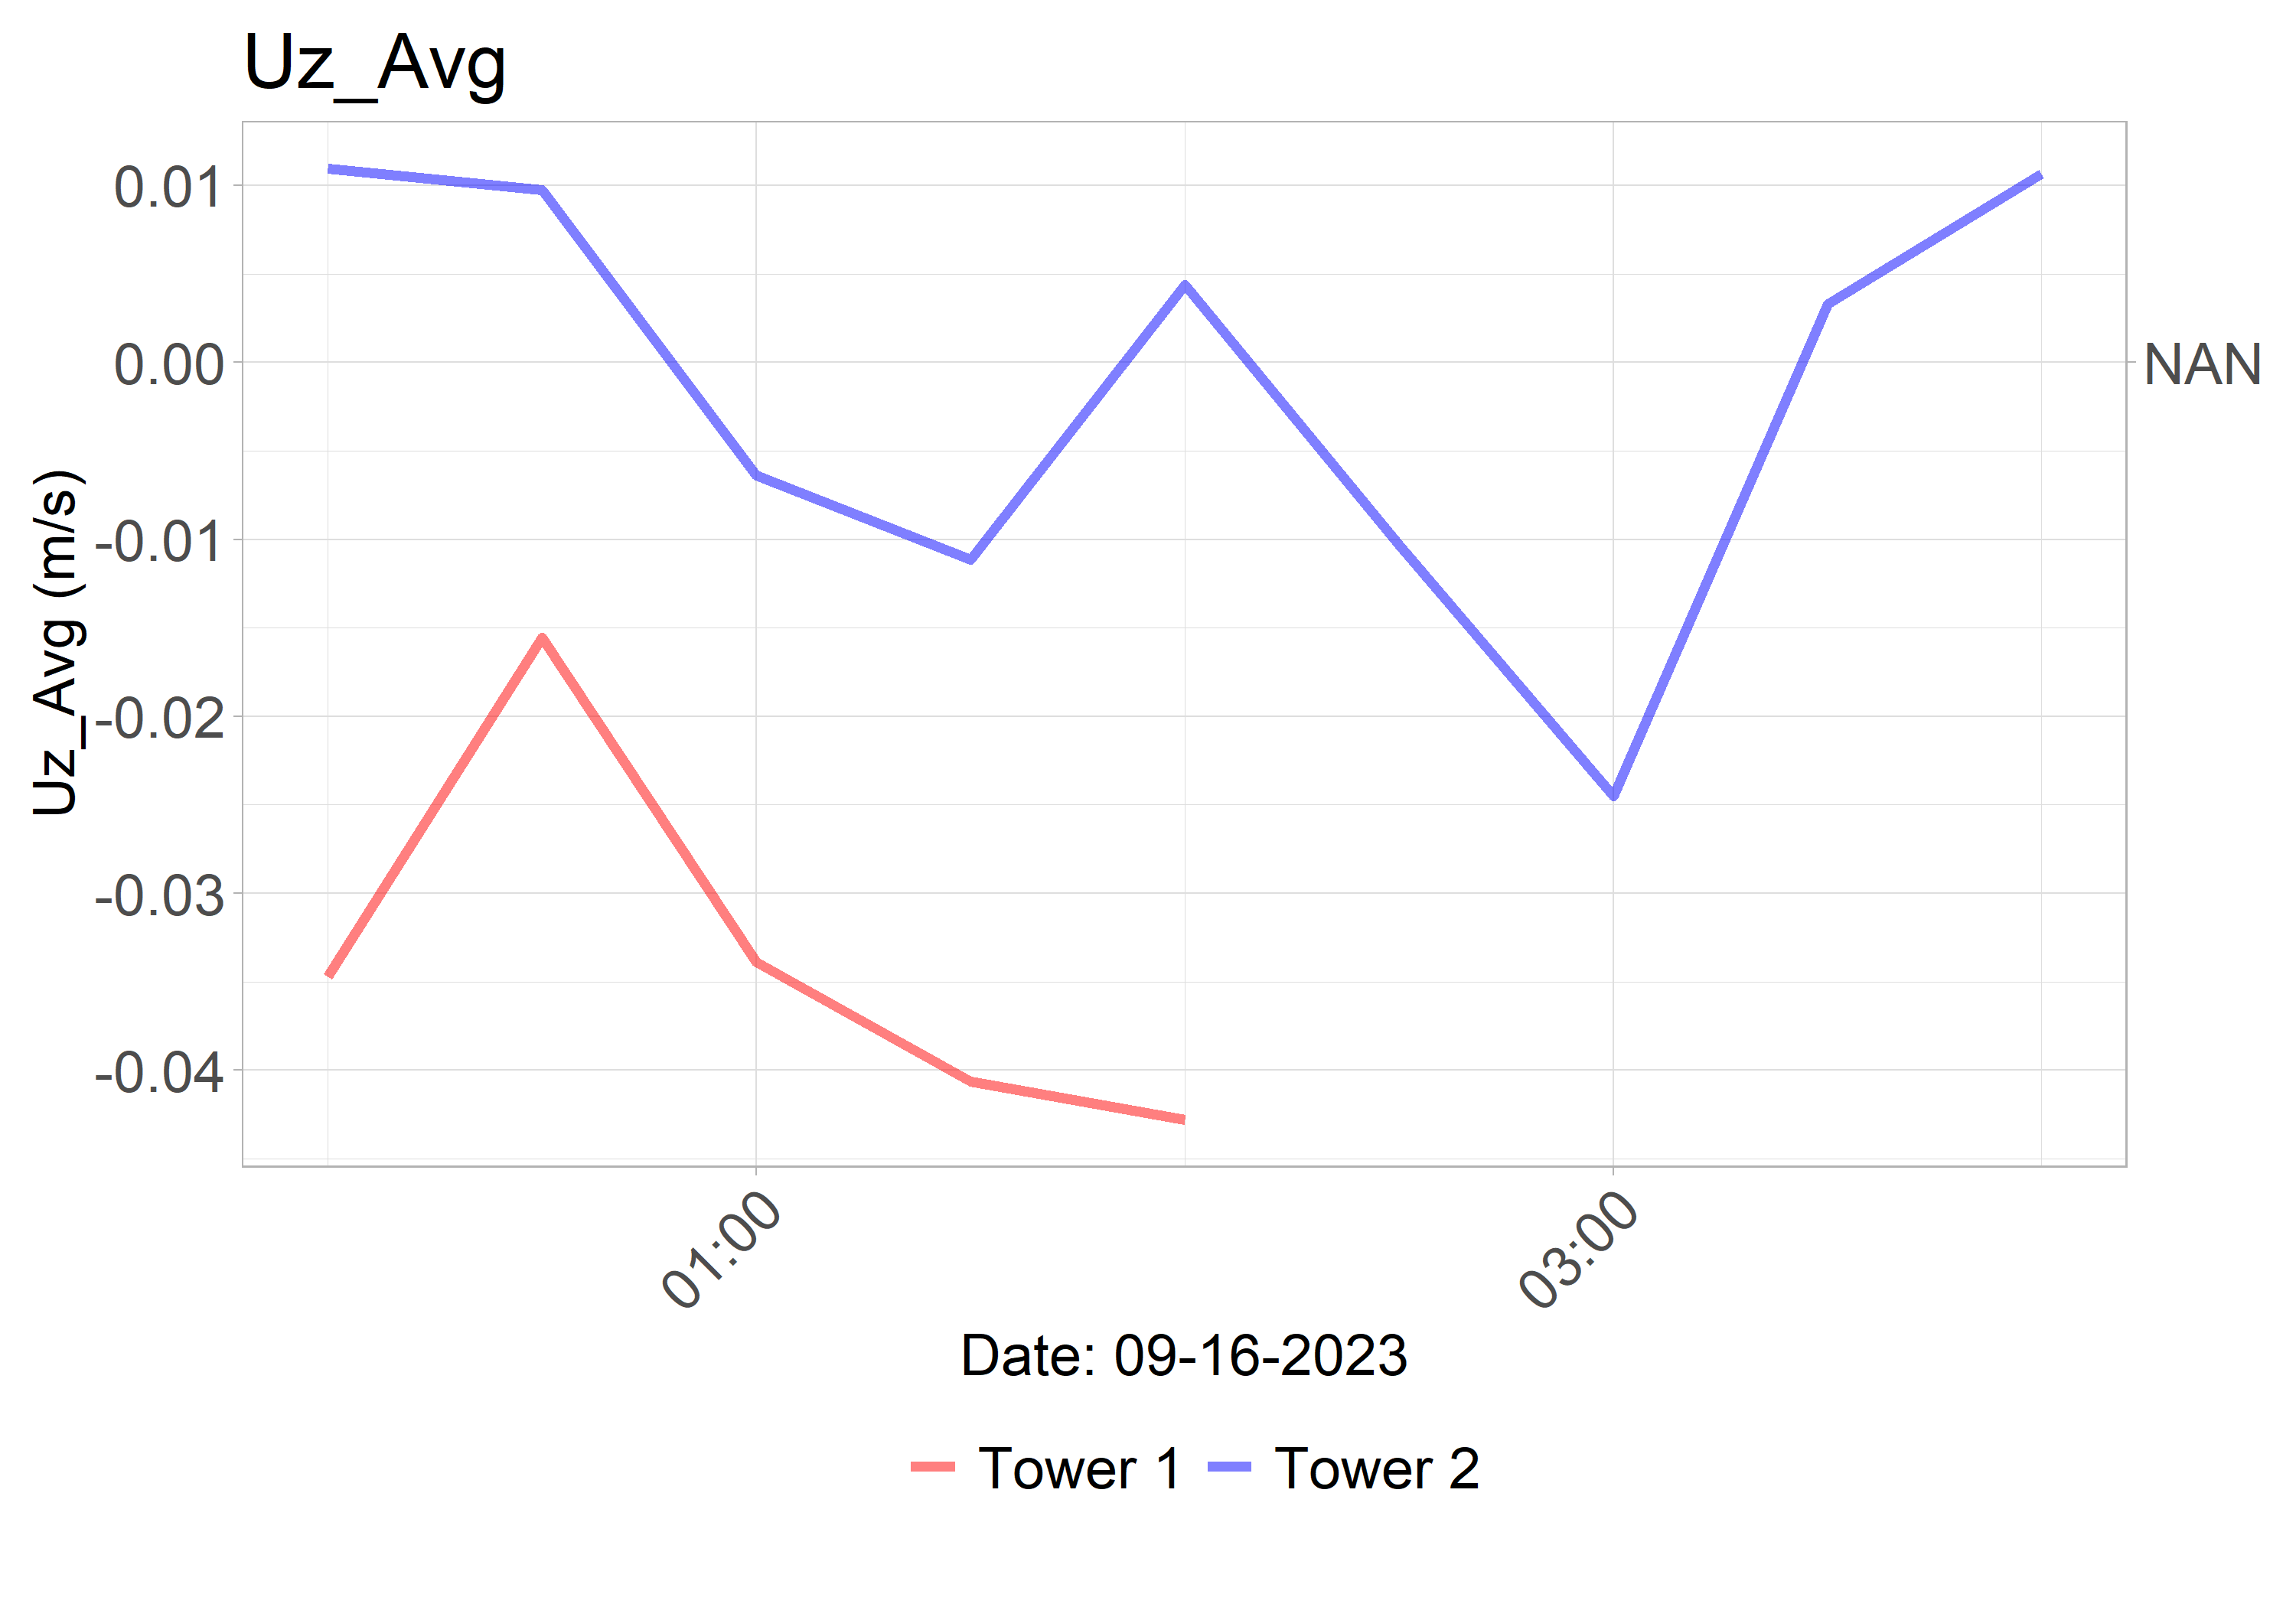 Uz_Avg
0.01
0.00
-0.01
-0.02
-0.03
-0.04
Uz_Avg (m/s)
NAN
01:00
03:00
Date: 09-16-2023
Tower 1
Tower 2